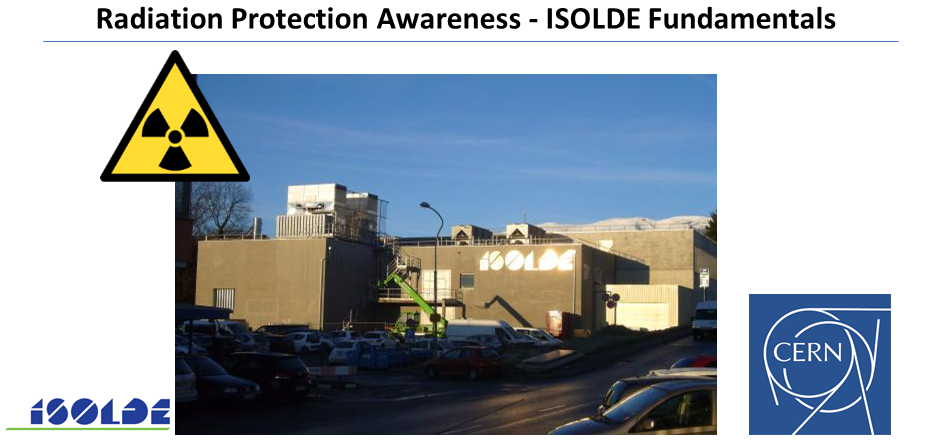 Radiation Protection Awareness - ISOLDE Fundamentals
ISOLDE
ISOLDE
CERN